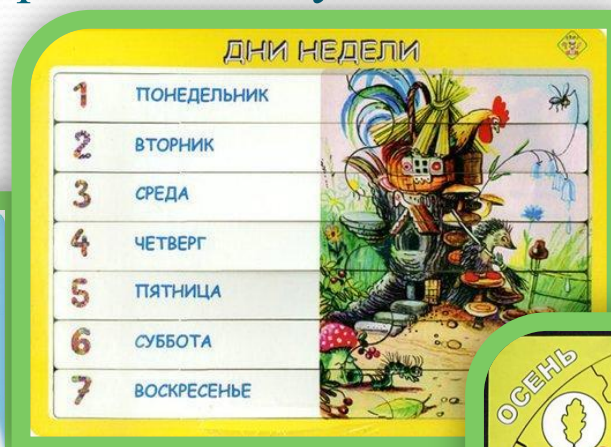 ДНИ НЕДЕЛИ
1 ПОНЕДЕЛЬНИК
2 ВТОРНИК
3 СРЕДА
4 ЧЕТВЕРГ
5 ПЯТНИЦА
6 СУББОТА
7 ВОСКРЕСЕНЬЕ
ОСЕНЬ